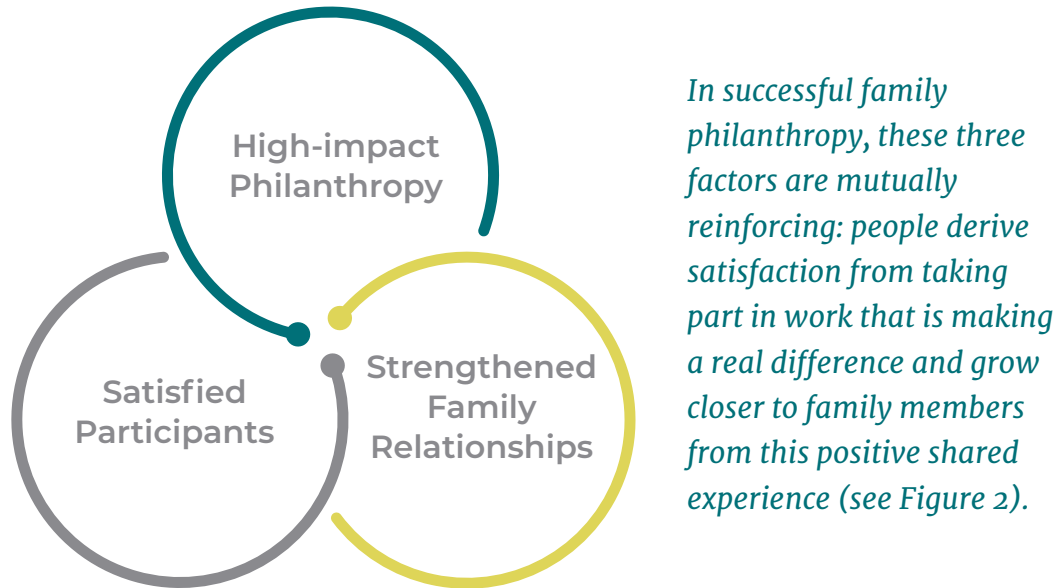 High-impact
Philanthropy
Satisfied
Participants
Strengthened
Family
Relationships
In successful family
philanthropy, these three
factors are mutually
reinforcing: people derive
satisfaction from taking
part in work that is making
a real difference and grow
closer to family members
from this positive shared
experience (see Figure 2).